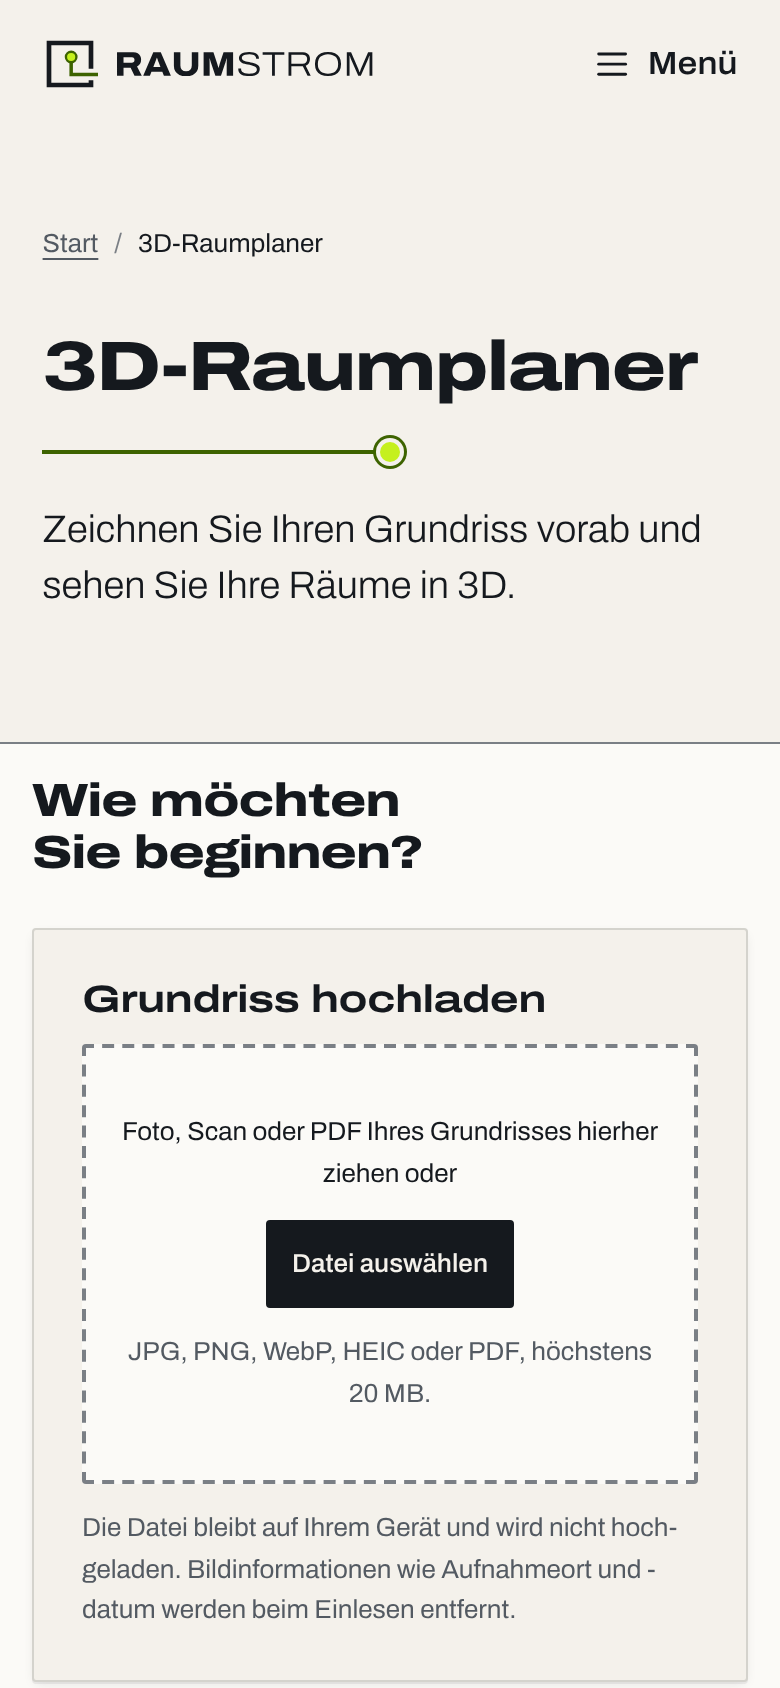 RAUMSTROM
Menü
Start / 3D-Raumplaner
3D-Raumplaner
Zeichnen Sie Ihren Grundriss vorab und
sehen Sie Ihre Räume in 3D.
Wie möchten
Sie beginnen?
Grundriss hochladen
Foto, Scan oder PDF Ihres Grundrisses hierher
ziehen oder
Datei auswählen
JPG, PNG, WebP, HEIC oder PDF, höchstens
20 MB.
Die Datei bleibt auf Ihrem Gerät und wird nicht hoch-
geladen. Bildinformationen wie Aufnahmeort und -
datum werden beim Einlesen entfernt.